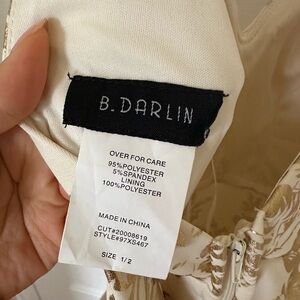 B.DARLIN
OVER FOR CARE
95%POLYESTER
5%SPANDEX
LINING
100%POLYESTER
MADE IN CHINA
CUT#20008619
STYLE#97XS467
SIZE 1/2